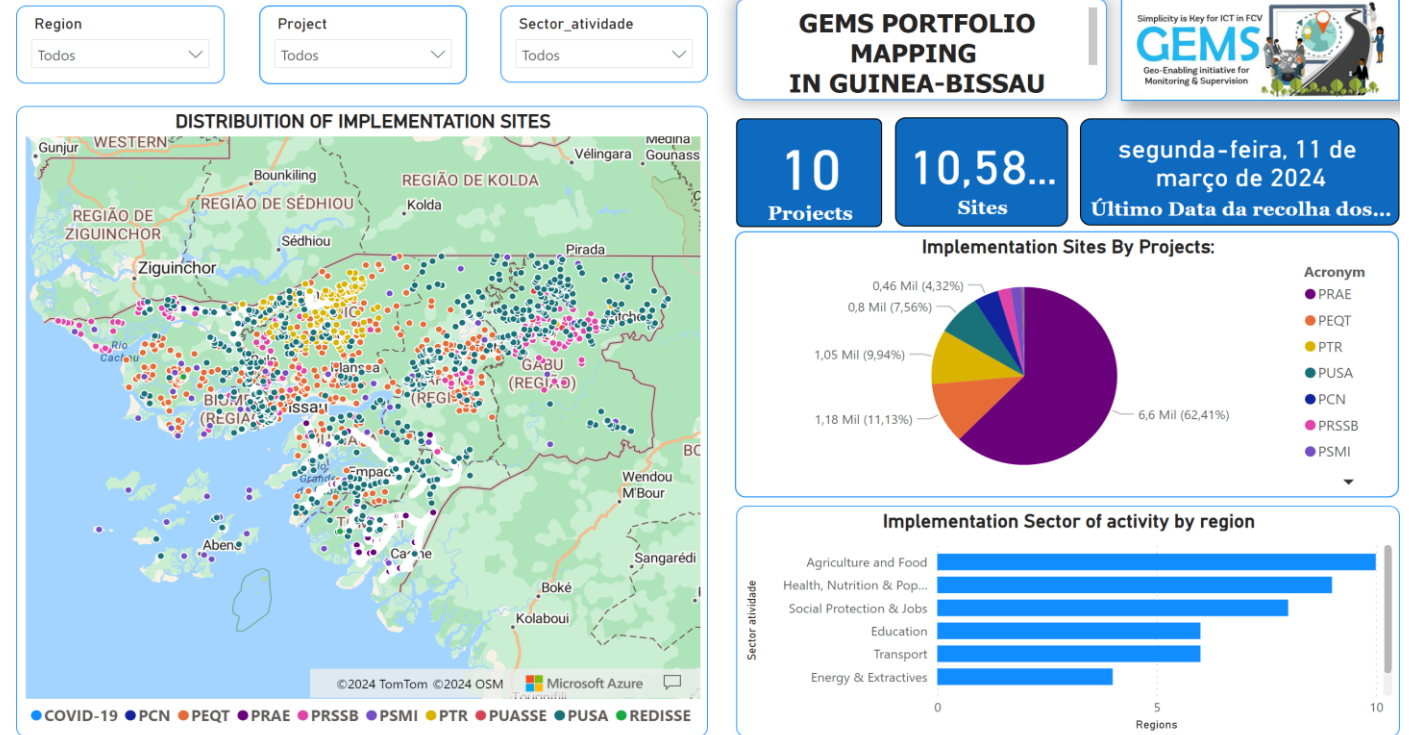 Region
Todos
Project
Todos
Sector_atividade
Todos
GEMS PORTFOLIO
MAPPING
IN GUINEA-BISSAU
Simplicity is Key for ICT in FCV
GEMS
Geo-Enabling initiative for
Monitoring & Supervision
DISTRIBUITION OF IMPLEMENTATION SITES
Gunjur
WESTERN
Vélingara
Medina
Gounass
Bounkiling
REGIÃO DE KOLDA
REGIÃO DE
ZIGUINCHOR
REGIÃO DE SÉDHIOU
Kolda
Sédhiou
Pirada
Ziguinchor
Rio
GABU
(REGIÃO)
Wendou
M'Bour
Sangarédi
Boké
Kolaboui
©2024 TomTom ©2024 OSM
Microsoft Azure
COVID-19 PCN PEQT PRAE PRSSB PSMI PTR PUASSE PUSA REDISSE
10
Projects
10,58...
Sites
segunda-feira, 11 de
março de 2024
Último Data da recolha dos...
Implementation Sites By Projects:
0,46 Mil (4,32%)
0,8 Mil (7,56%)
1,05 Mil (9,94%)
1,18 Mil (11,13%)
6,6 Mil (62,41%)
Acronym
PRAE
PEQT
PTR
PUSA
PCN
PRSSB
PSMI
Implementation Sector of activity by region
Sector atividade
Agriculture and Food
Health, Nutrition & Pop...
Social Protection & Jobs
Education
Transport
Energy & Extractives
0
5
10
Regions